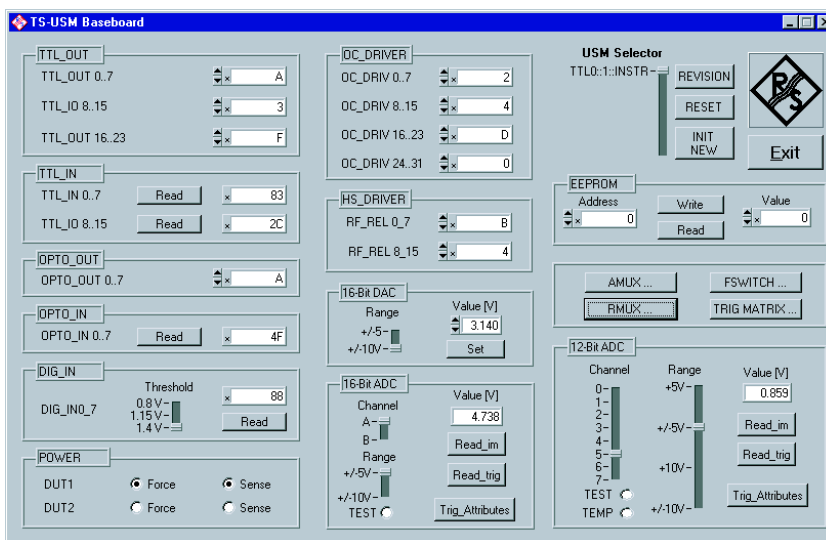 TS-USM Baseboard
TTL_OUT
TTL_OUT 0..7 x A
TTL_IO 8..15 x 3
TTL_OUT 16..23 x F
TTL_IN
TTL_IN 0..7 Read x 83
TTL_IO 8..15 Read x 2C
OPTO_OUT
OPTO_OUT 0..7 x A
OPTO_IN
OPTO_IN 0..7 Read x 4F
DIG_IN
Threshold
DIG_IN0_7
0.8 V
1.15 V
1.4 V
x 88
Read
POWER
DUT1 Force Sense
DUT2 Force Sense
OC_DRIVER
OC_DRIV 0..7 x 2
OC_DRIV 8..15 x 4
OC_DRIV 16..23 x D
OC_DRIV 24..31 x 0
HS_DRIVER
RF_REL 0_7 x B
RF_REL 8_15 x 4
16-Bit DAC
Range
+/-5
+/-10V
Value [V]
3.140
Set
16-Bit ADC
Channel
A
B
Range
+/-5V
+/-10V
TEST
Value [V]
4.738
Read_im
Read_trig
Trig_Attributes
USM Selector
TTL0::1::INSTR
REVISION
RESET
INIT
NEW
R S
Exit
EEPROM
Address
x 0
Write
Read
Value
x 0
AMUX ... FSWITCH ...
RMUX ... TRIG MATRIX ...
12-Bit ADC
Channel
0
1
2
3
4
5
6
7
TEST
TEMP
Range
+5V
+/-5V
+10V
+/-10V
Value [V]
0.859
Read_im
Read_trig
Trig_Attributes